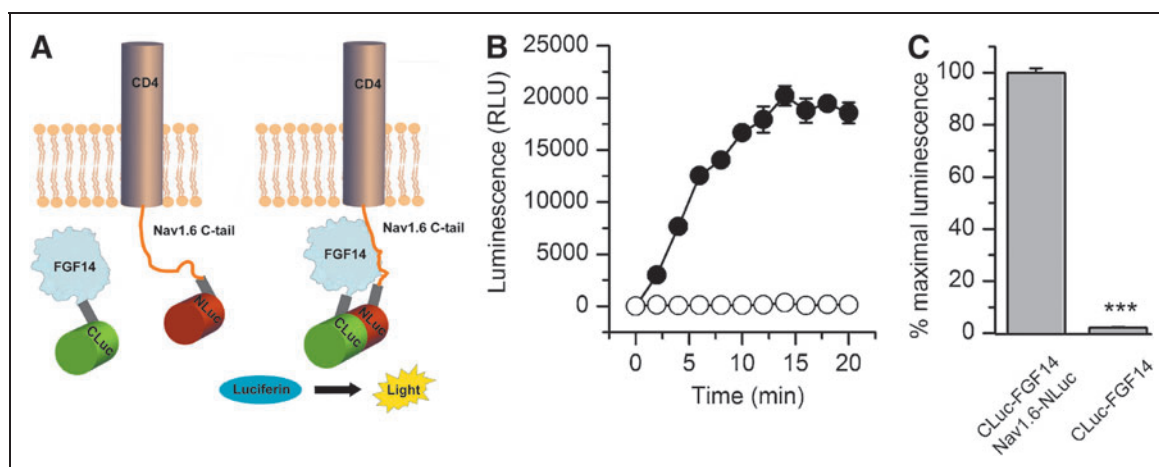 A
CD4
CD4
Nav1.6 C-tail
Nav1.6 C-tail
FGF14
FGF14
CLuc
NLuc
CLuc
NLuc
Luciferin
Light
B
Luminescence (RLU)
25000
20000
15000
10000
5000
0
0 5 10 15 20
Time (min)
C
% maximal luminescence
100
80
60
40
20
0
***
CLuc-FGF14
Nav1.6-NLuc
CLuc-FGF14